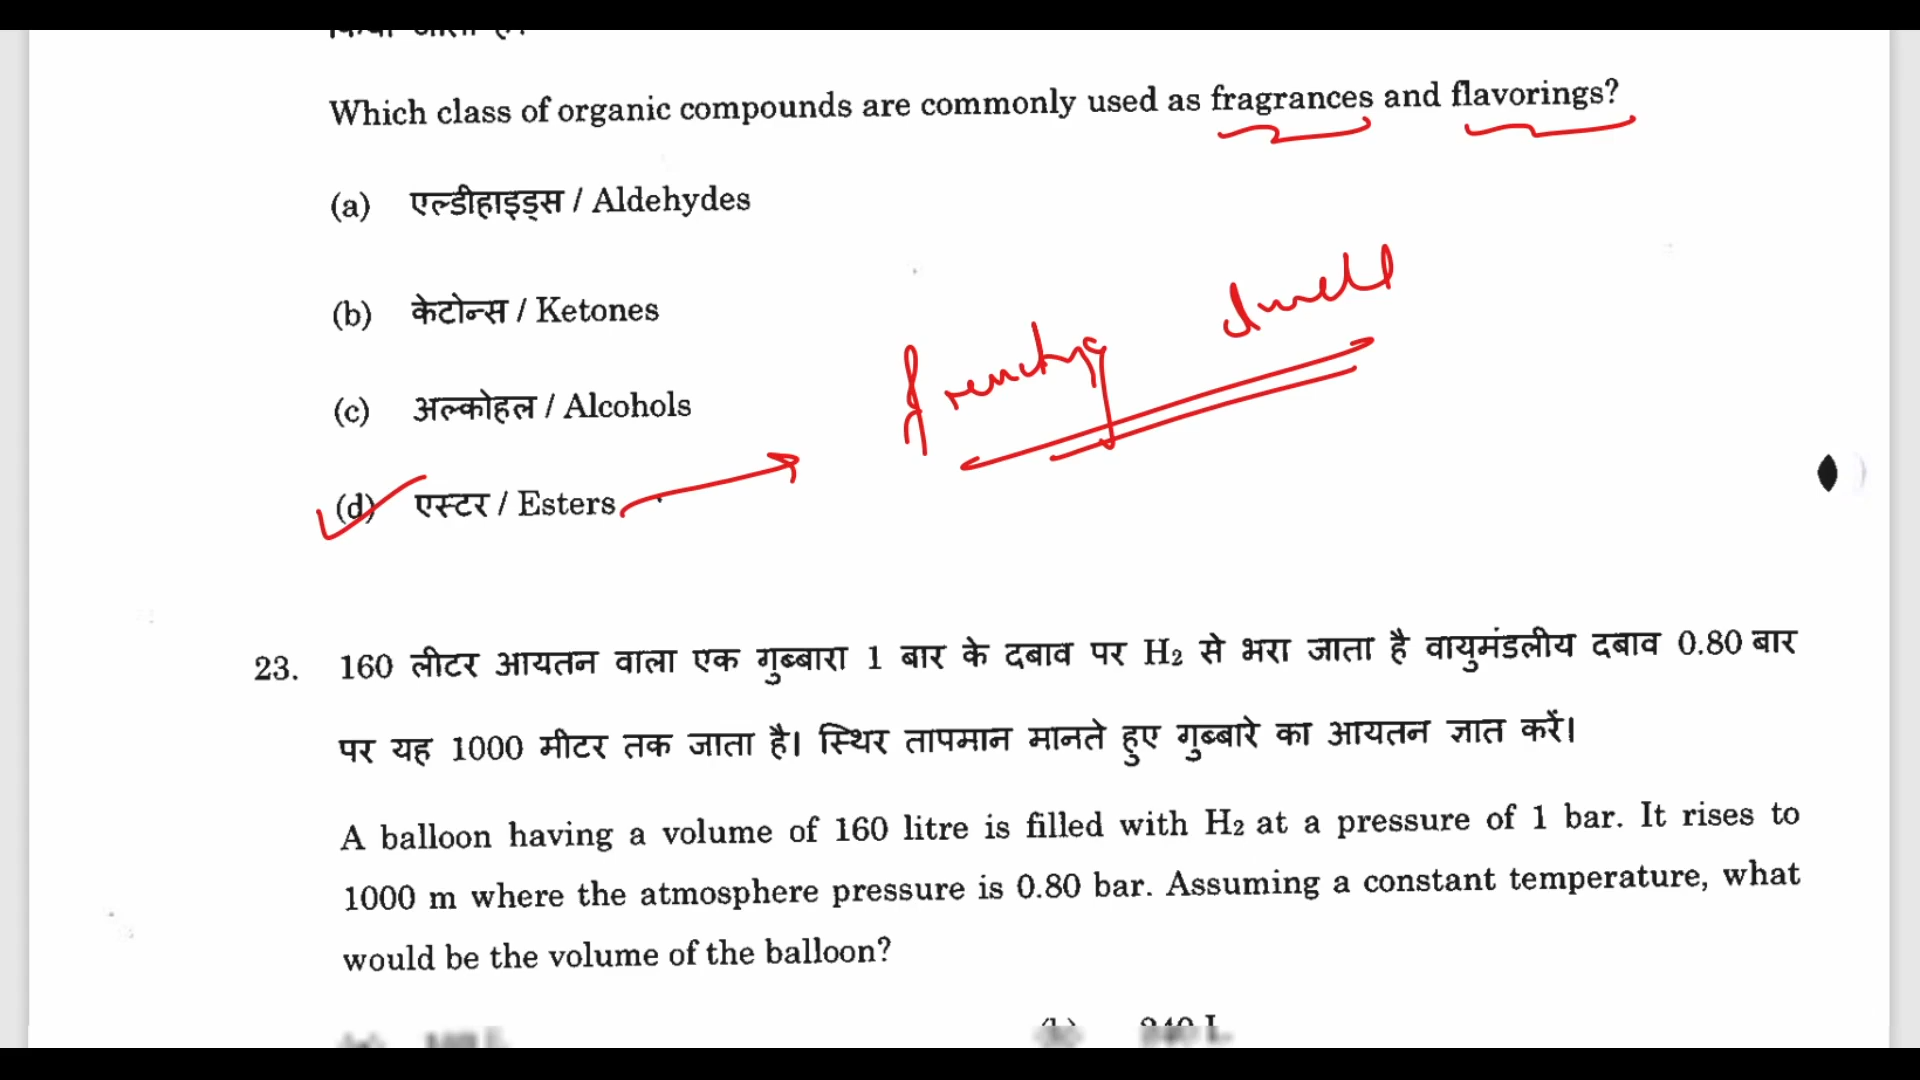 Which class of organic compounds are commonly used as fragrances and flavorings?
(a) एल्डीहाइड्स / Aldehydes
(b) केटोन्स / Ketones
smell
(c) अल्कोहल / Alcohols
(d) एस्टर / Esters
23. 160 लीटर आयतन वाला एक गुब्बारा 1 बार के दबाव पर H₂ से भरा जाता है वायुमंडलीय दबाव 0.80 बार
पर यह 1000 मीटर तक जाता है। स्थिर तापमान मानते हुए गुब्बारे का आयतन ज्ञात करें।
A balloon having a volume of 160 litre is filled with H₂ at a pressure of 1 bar. It rises to
1000 m where the atmosphere pressure is 0.80 bar. Assuming a constant temperature, what
would be the volume of the balloon?